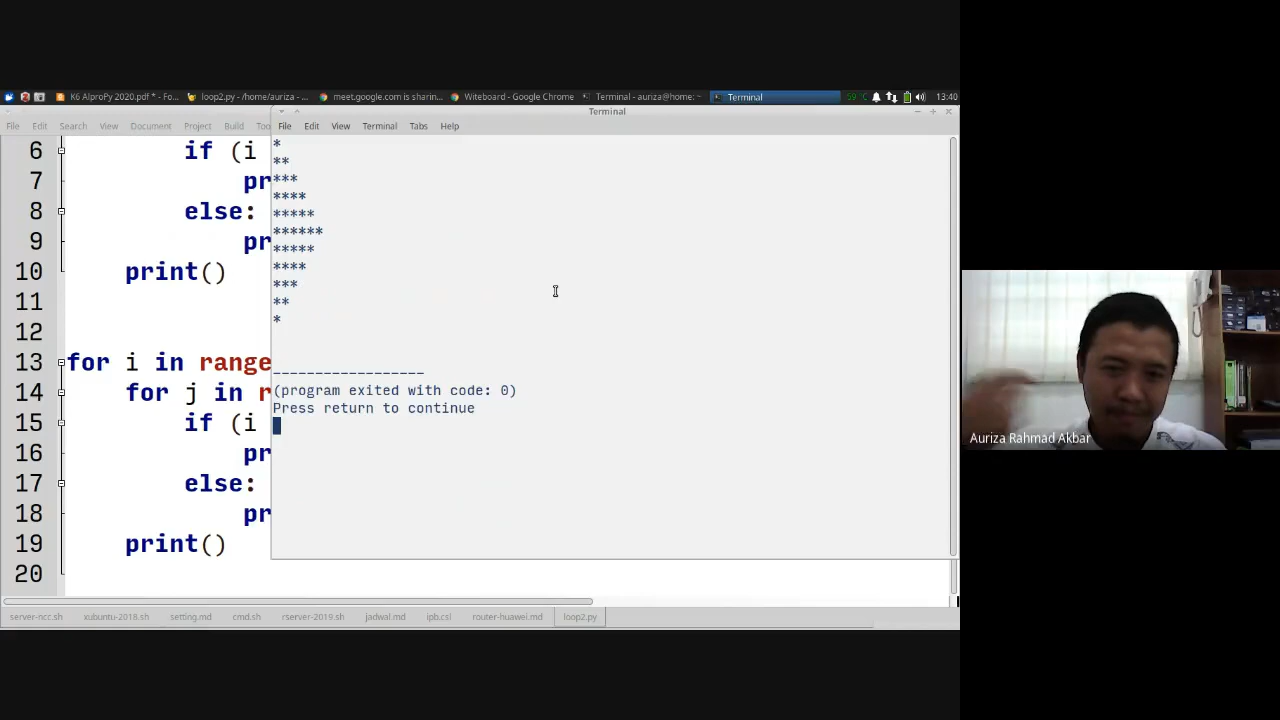 K6 AlproPy 2020.pdf * - Fo...
loop2.py - /home/auriza - ...
meet.google.com is sharin...
Witeboard - Google Chrome
Terminal - auriza@home: ~
Terminal
59 °C
13:40
Terminal
File Edit Search View Document Project Build Too
File Edit View Terminal Tabs Help
6 if (i
7 pr
8 else:
9 pr
10 print()
11
12
13 for i in range
14 for j in r
15 if (i
16 pr
17 else:
18 pr
19 print()
20
*
**
***
****
*****
******
*****
****
***
**
*
------------------
(program exited with code: 0)
Press return to continue
server-ncc.sh xubuntu-2018.sh setting.md cmd.sh rserver-2019.sh jadwal.md ipb.csl router-huawei.md loop2.py
Auriza Rahmad Akbar